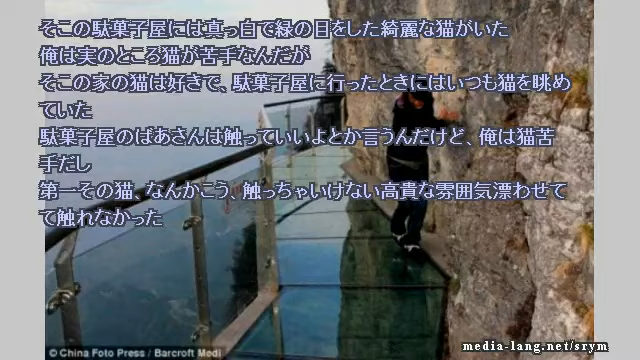 そこの駄菓子屋には真っ白で緑の目をした綺麗な猫がいた
俺は実のところ猫が苦手なんだが
そこの家の猫は好きで、駄菓子屋に行ったときにはいつも猫を眺め
ていた
駄菓子屋のばあさんは触っていいよとか言うんだけど、俺は猫苦
手だし
第一その猫、なんかこう、触っちゃいけない高貴な雰囲気漂わせて
て触れなかった
© China Foto Press / Barcroft Medi
media-lang.net/srym